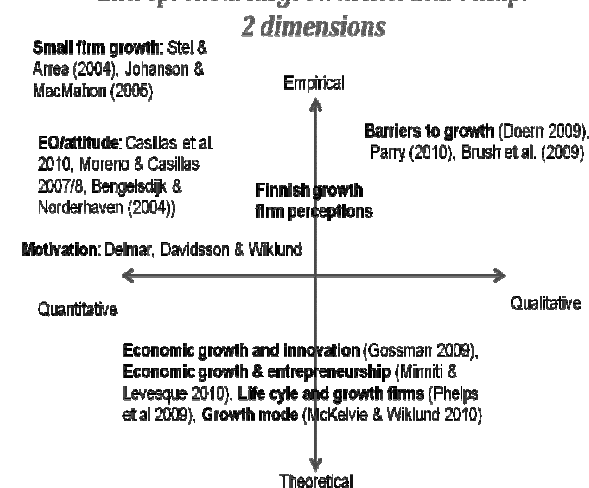 2 dimensions
Small firm growth: Stel &
Arrea (2004), Johanson &
MacMahon (2005)
Empirical
Barriers to growth (Doern 2009),
Parry (2010), Brush et al. (2009)
EO/attitude: Casillas et al
2010, Moreno & Casillas
2007/8, Bengelsdijk &
Norderhaven (2004))
Finnish growth
firm perceptions
Motivation: Delmar, Davidsson & Wiklund
Quantitative
Qualitative
Economic growth and innovation (Gossman 2009),
Economic growth & entrepreneurship (Minniti &
Levesque 2010), Life cyle and growth firms (Phelps
et al 2009), Growth mode (McKelvie & Wiklund 2010)
Theoretical